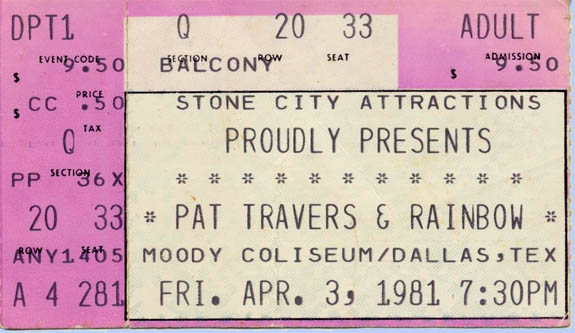 DPT1 Q 20 33 ADULT
EVENT CODE SECTION ROW SEAT ADMISSION
$ 9.50 BALCONY $ 9.50
$ CC .50 STONE CITY ATTRACTIONS
PRICE
Q PROUDLY PRESENTS
TAX
PP 36X * * * * * * * * * * *
SECTION
20 33 * PAT TRAVERS & RAINBOW *
ROW SEAT
ANY1405 MOODY COLISEUM/DALLAS,TEX
A 4 281 FRI. APR. 3, 1981 7:30PM